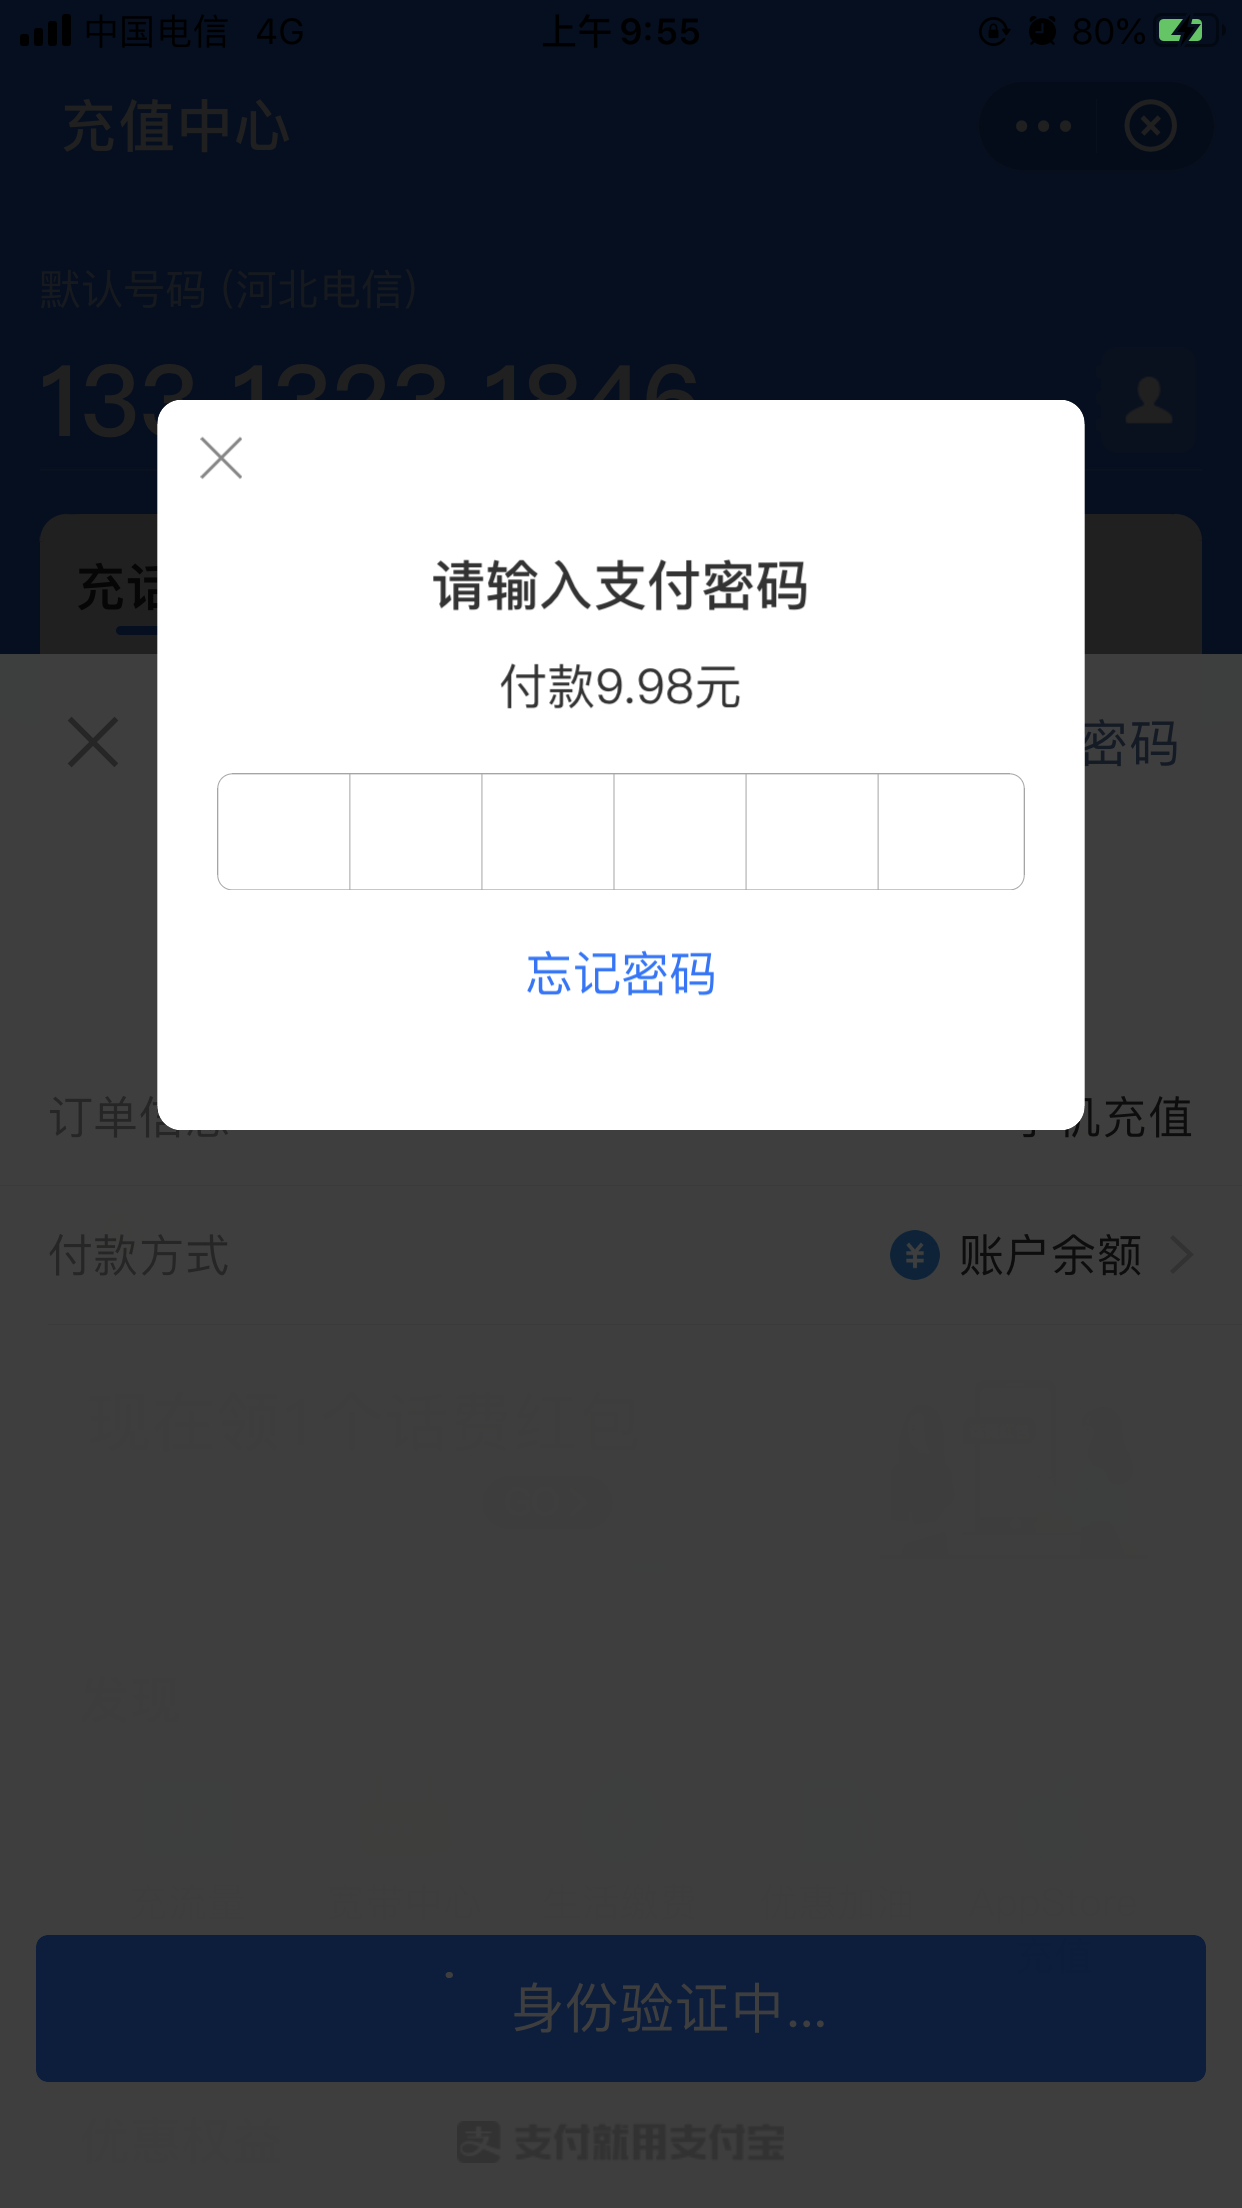 中国电信 4G 上午9:55 80%
充值中心
默认号码 (河北电信)
133 1323 1846
充话
请输入支付密码
付款9.98元
密码
忘记密码
订单信息 手机充值
付款方式 账户余额
身份验证中...
支付就用支付宝